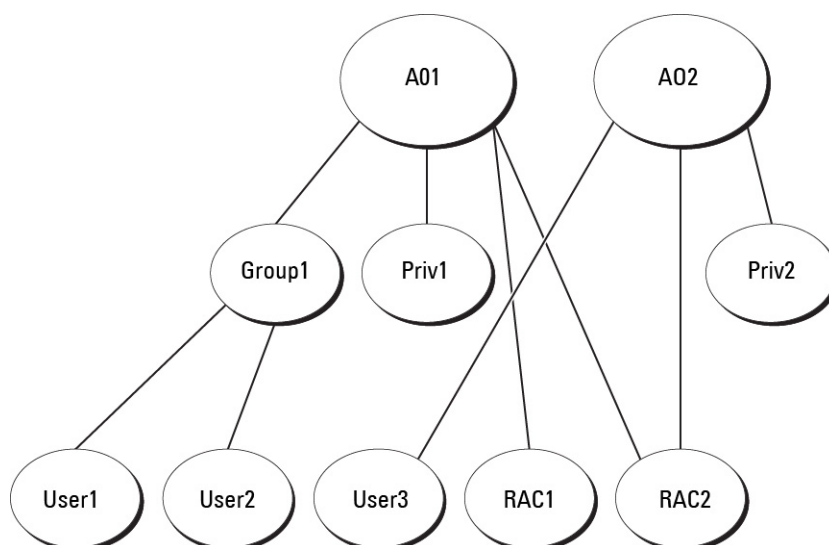 A01
AO2
Group1
Priv1
Priv2
User1
User2
User3
RAC1
RAC2